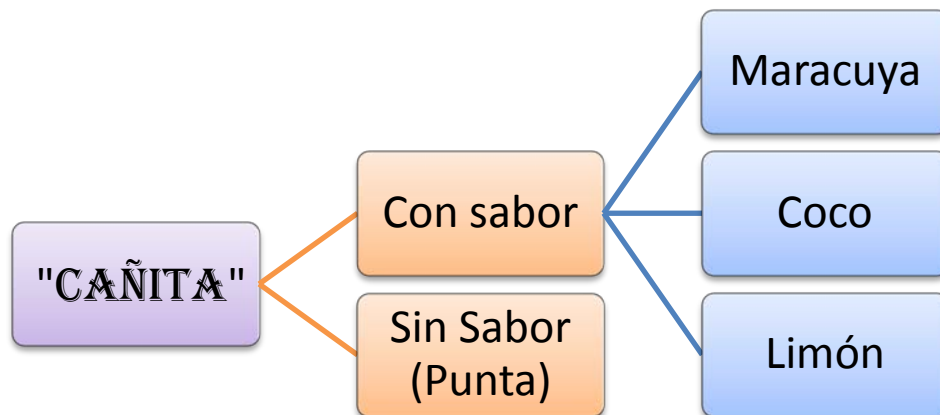 "CAÑITA"
Con sabor
Sin Sabor
(Punta)
Maracuya
Coco
Limón